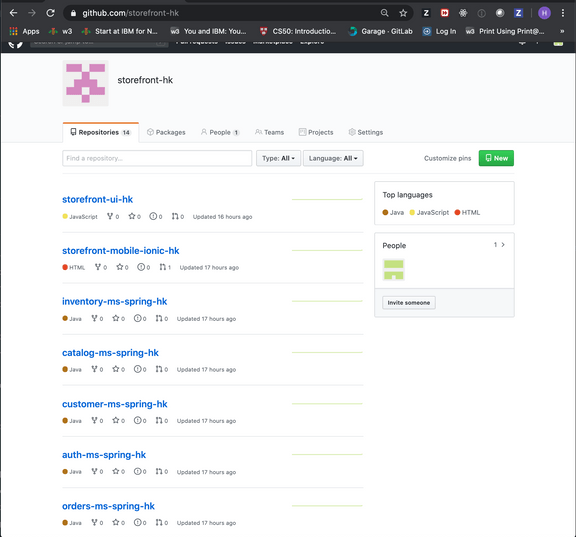 github.com/storefront-hk
H
Apps w3 Start at IBM for N... w3 You and IBM: You... CS50: Introductio... Garage · GitLab Log In w3 Print Using Print@... »
storefront-hk
Repositories 14 Packages People 1 Teams Projects Settings
Find a repository... Type: All Language: All Customize pins New
storefront-ui-hk
JavaScript 0 0 0 0 Updated 16 hours ago
storefront-mobile-ionic-hk
HTML 0 0 0 1 Updated 17 hours ago
inventory-ms-spring-hk
Java 0 0 0 0 Updated 17 hours ago
catalog-ms-spring-hk
Java 0 0 0 0 Updated 17 hours ago
customer-ms-spring-hk
Java 0 0 0 0 Updated 17 hours ago
auth-ms-spring-hk
Java 0 0 0 0 Updated 17 hours ago
orders-ms-spring-hk
Java 0 0 0 0 Updated 17 hours ago
Top languages
Java JavaScript HTML
People 1 >
Invite someone